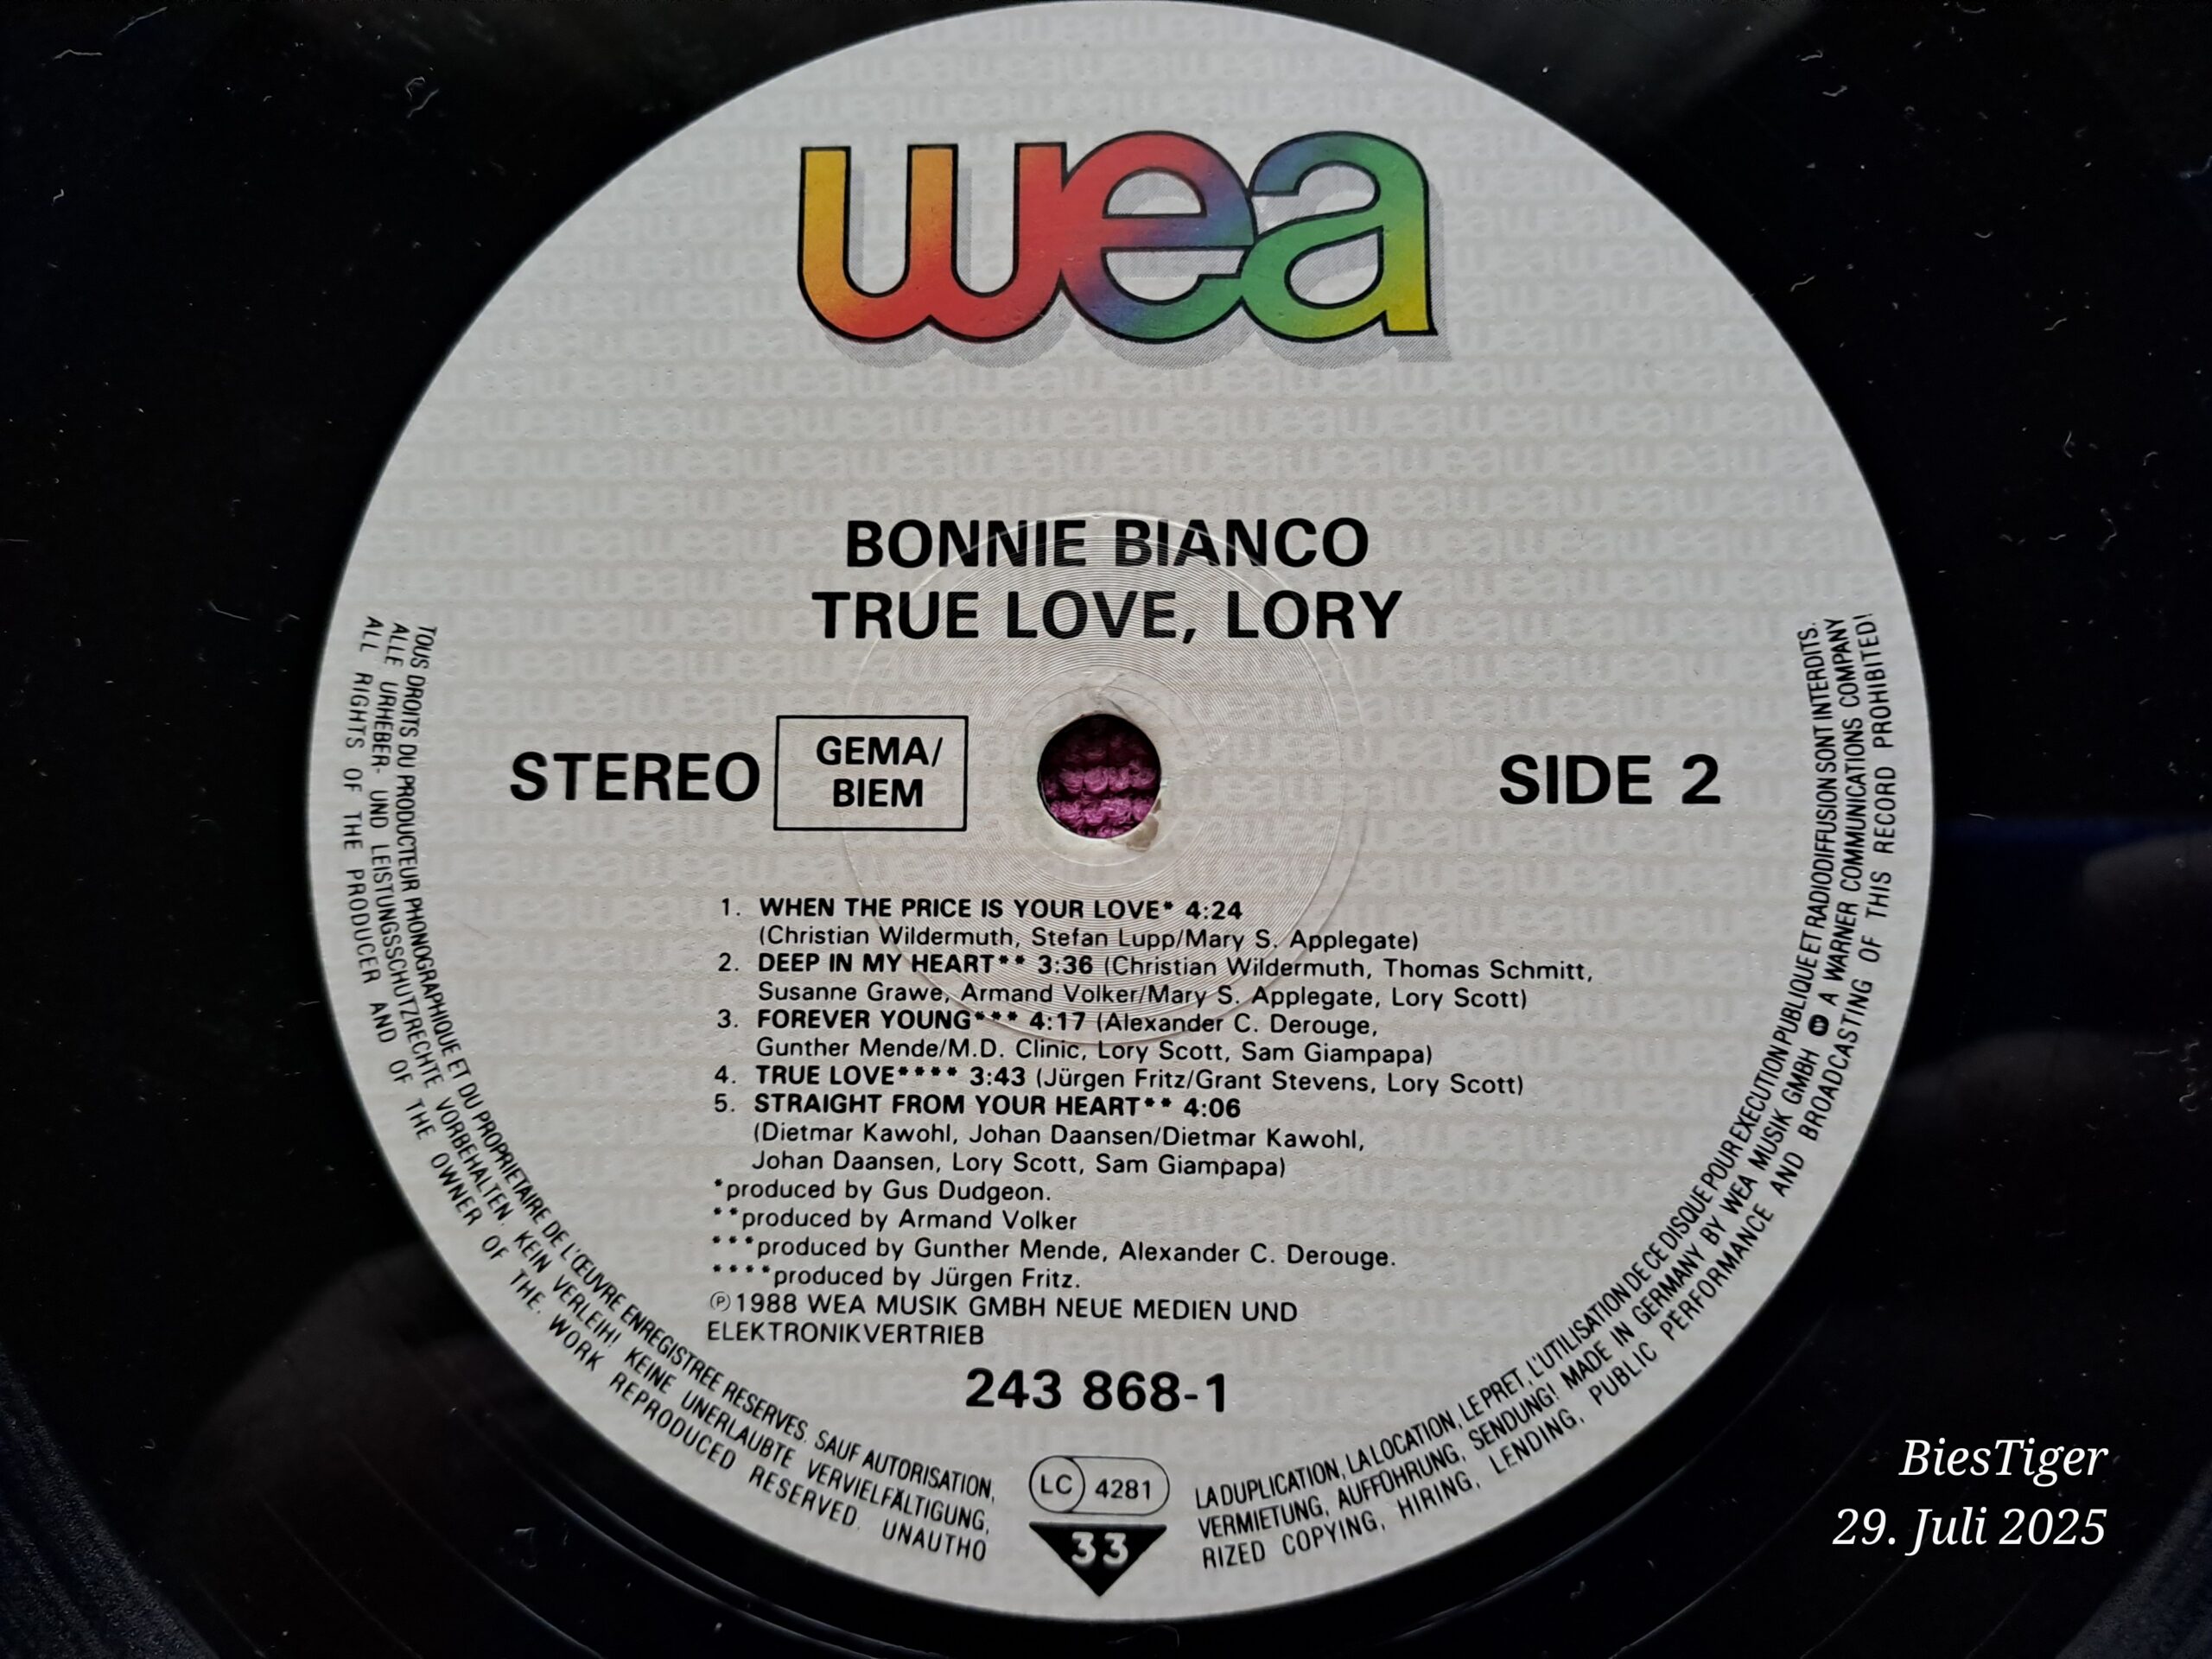 wea
BONNIE BIANCO
TRUE LOVE, LORY
STEREO
GEMA/
BIEM
SIDE 2
1. WHEN THE PRICE IS YOUR LOVE* 4:24
(Christian Wildermuth, Stefan Lupp/Mary S. Applegate)
2. DEEP IN MY HEART** 3:36 (Christian Wildermuth, Thomas Schmitt,
Susanne Grawe, Armand Volker/Mary S. Applegate, Lory Scott)
3. FOREVER YOUNG*** 4:17 (Alexander C. Derouge,
Gunther Mende/M.D. Clinic, Lory Scott, Sam Giampapa)
4. TRUE LOVE**** 3:43 (Jürgen Fritz/Grant Stevens, Lory Scott)
5. STRAIGHT FROM YOUR HEART** 4:06
(Dietmar Kawohl, Johan Daansen/Dietmar Kawohl,
Johan Daansen, Lory Scott, Sam Giampapa)
*produced by Gus Dudgeon.
**produced by Armand Volker
***produced by Gunther Mende, Alexander C. Derouge.
****produced by Jürgen Fritz.
℗1988 WEA MUSIK GMBH NEUE MEDIEN UND
ELEKTRONIKVERTRIEB
243 868-1
LC 4281
33
TOUS DROITS DU PRODUCTEUR PHONOGRAPHIQUE ET DU PROPRIETAIRE DE L'ŒUVRE ENREGISTREE RESERVES. SAUF AUTORISATION, LA DUPLICATION, LA LOCATION, LE PRET, L'UTILISATION DE CE DISQUE POUR EXECUTION PUBLIQUE ET RADIODIFFUSION SONT INTERDITS.
ALLE URHEBER- UND LEISTUNGSSCHUTZRECHTE VORBEHALTEN. KEIN VERLEIH! KEINE UNERLAUBTE VERVIELFÄLTIGUNG, VERMIETUNG, AUFFÜHRUNG, SENDUNG! MADE IN GERMANY BY WEA MUSIK GMBH A WARNER COMMUNICATIONS COMPANY
ALL RIGHTS OF THE PRODUCER AND OF THE OWNER OF THE. WORK REPRODUCED RESERVED. UNAUTHORIZED COPYING, HIRING, LENDING, PUBLIC PERFORMANCE AND BROADCASTING OF THIS RECORD PROHIBITED!
BiesTiger
29. Juli 2025